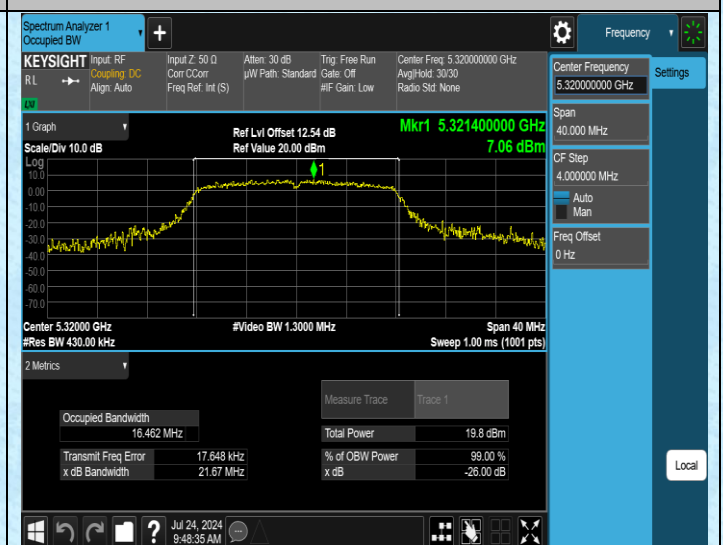 Spectrum Analyzer 1
Occupied BW
Frequency
KEYSIGHT
RL
Input: RF
Coupling: DC
Align: Auto
Input Z: 50 Ω
Corr CCorr
Freq Ref: Int (S)
Atten: 30 dB
µW Path: Standard
Trig: Free Run
Gate: Off
#IF Gain: Low
Center Freq: 5.320000000 GHz
Avg|Hold: 30/30
Radio Std: None
Center Frequency
5.320000000 GHz
Settings
Span
40.000 MHz
CF Step
4.000000 MHz
Auto
Man
Freq Offset
0 Hz
Local
1 Graph
Scale/Div 10.0 dB
Ref Lvl Offset 12.54 dB
Ref Value 20.00 dBm
Mkr1 5.321400000 GHz
7.06 dBm
Log
1
10.0
0.00
-10.0
-20.0
-30.0
-40.0
-50.0
-60.0
-70.0
Center 5.32000 GHz
#Video BW 1.3000 MHz
Span 40 MHz
#Res BW 430.00 kHz
Sweep 1.00 ms (1001 pts)
2 Metrics
Measure Trace
Trace 1
Occupied Bandwidth
16.462 MHz
Total Power
19.8 dBm
Transmit Freq Error
17.648 kHz
% of OBW Power
99.00 %
x dB Bandwidth
21.67 MHz
x dB
-26.00 dB
Jul 24, 2024
9:48:35 AM